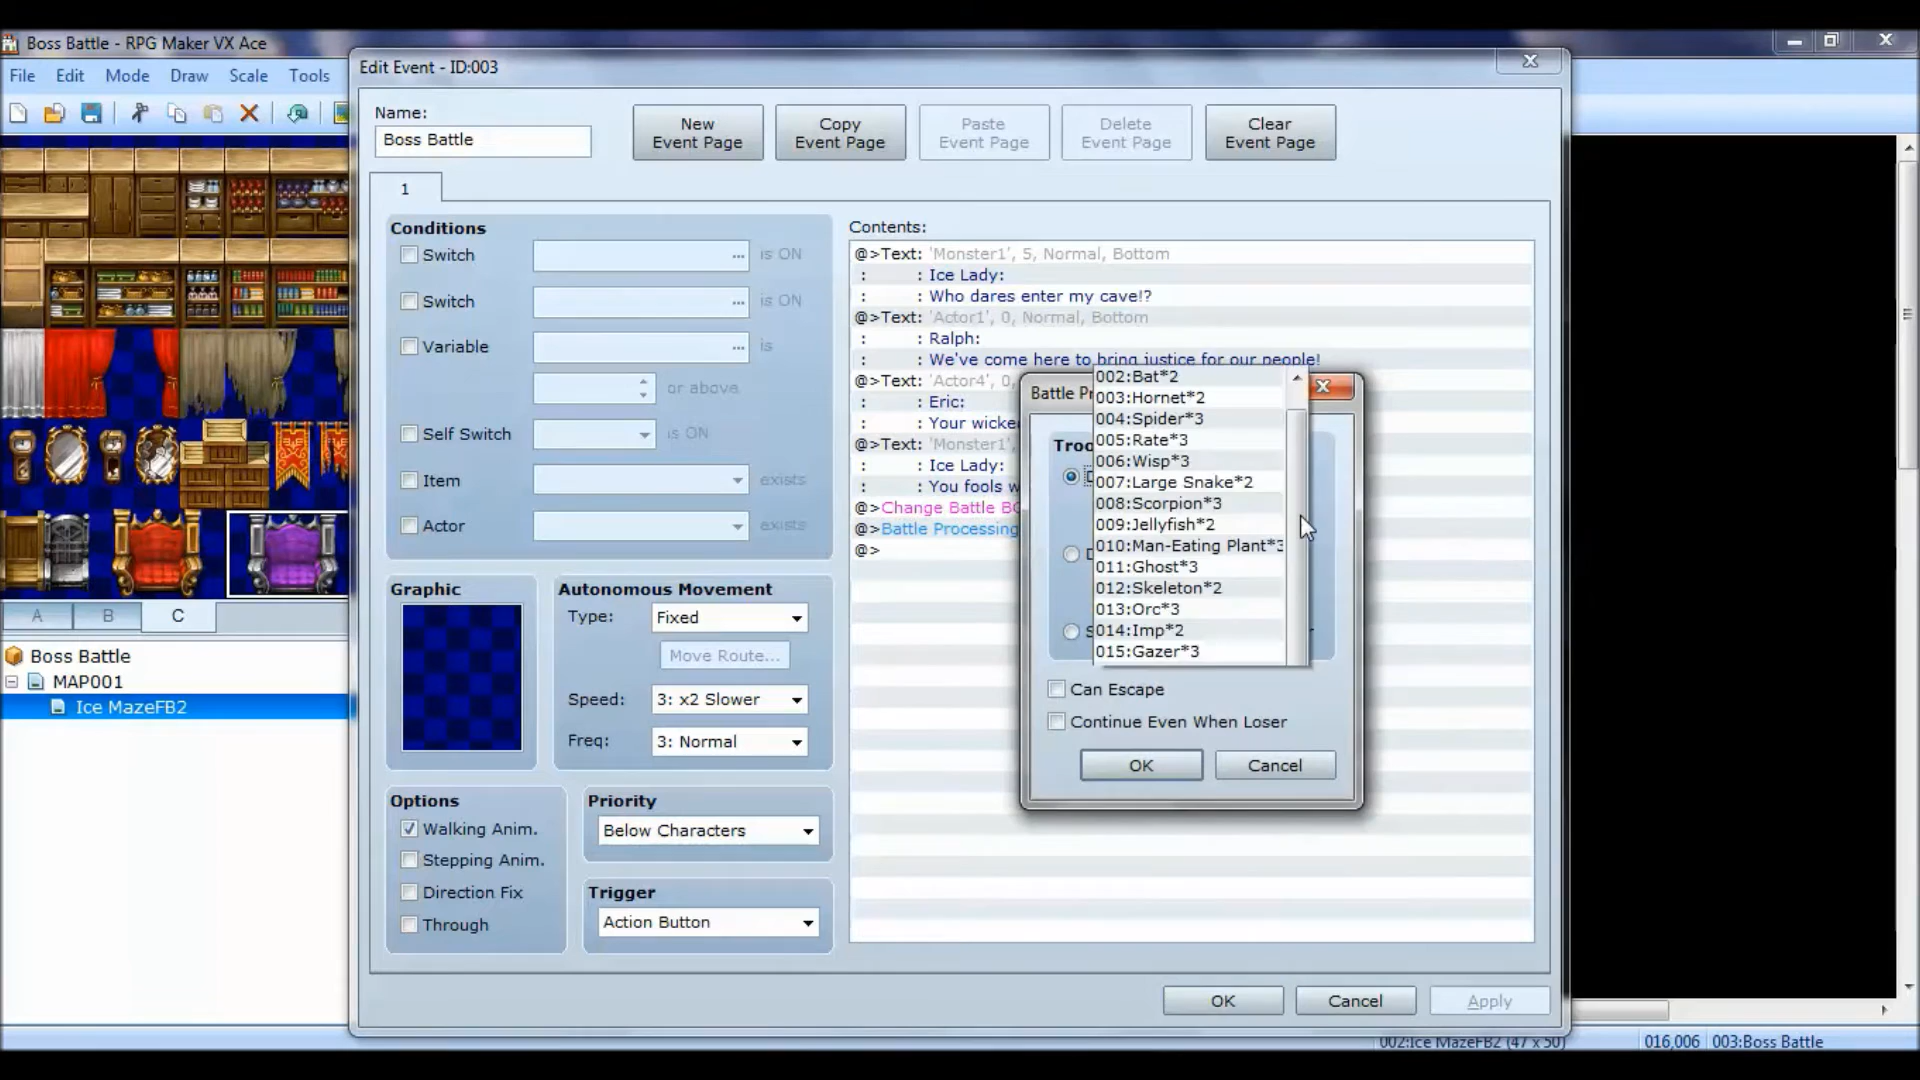 Boss Battle - RPG Maker VX Ace
File Edit Mode Draw Scale Tools
Edit Event - ID:003
Name:
Boss Battle
New Event Page
Copy Event Page
Paste Event Page
Delete Event Page
Clear Event Page
1
Conditions
Switch ... is ON
Switch ... is ON
Variable ... is
or above
Self Switch is ON
Item exists
Actor exists
Graphic
Autonomous Movement
Type: Fixed
Move Route...
Speed: 3: x2 Slower
Freq: 3: Normal
Options
Walking Anim.
Stepping Anim.
Direction Fix
Through
Priority
Below Characters
Trigger
Action Button
Contents:
@>Text: 'Monster1', 5, Normal, Bottom
: : Ice Lady:
: : Who dares enter my cave!?
@>Text: 'Actor1', 0, Normal, Bottom
: : Ralph:
: : We've come here to bring justice for our people!
@>Text: 'Actor4', 0,
: : Eric:
: : Your wicke
@>Text: 'Monster1',
: : Ice Lady:
: : You fools w
@>Change Battle BG
@>Battle Processing
@>
Battle P
Troo
002:Bat*2
003:Hornet*2
004:Spider*3
005:Rate*3
006:Wisp*3
007:Large Snake*2
008:Scorpion*3
009:Jellyfish*2
010:Man-Eating Plant*3
011:Ghost*3
012:Skeleton*2
013:Orc*3
014:Imp*2
015:Gazer*3
Can Escape
Continue Even When Loser
OK Cancel
OK Cancel Apply
A B C
Boss Battle
MAP001
Ice MazeFB2
002:Ice MazeFB2 (47 x 50) 016,006 003:Boss Battle